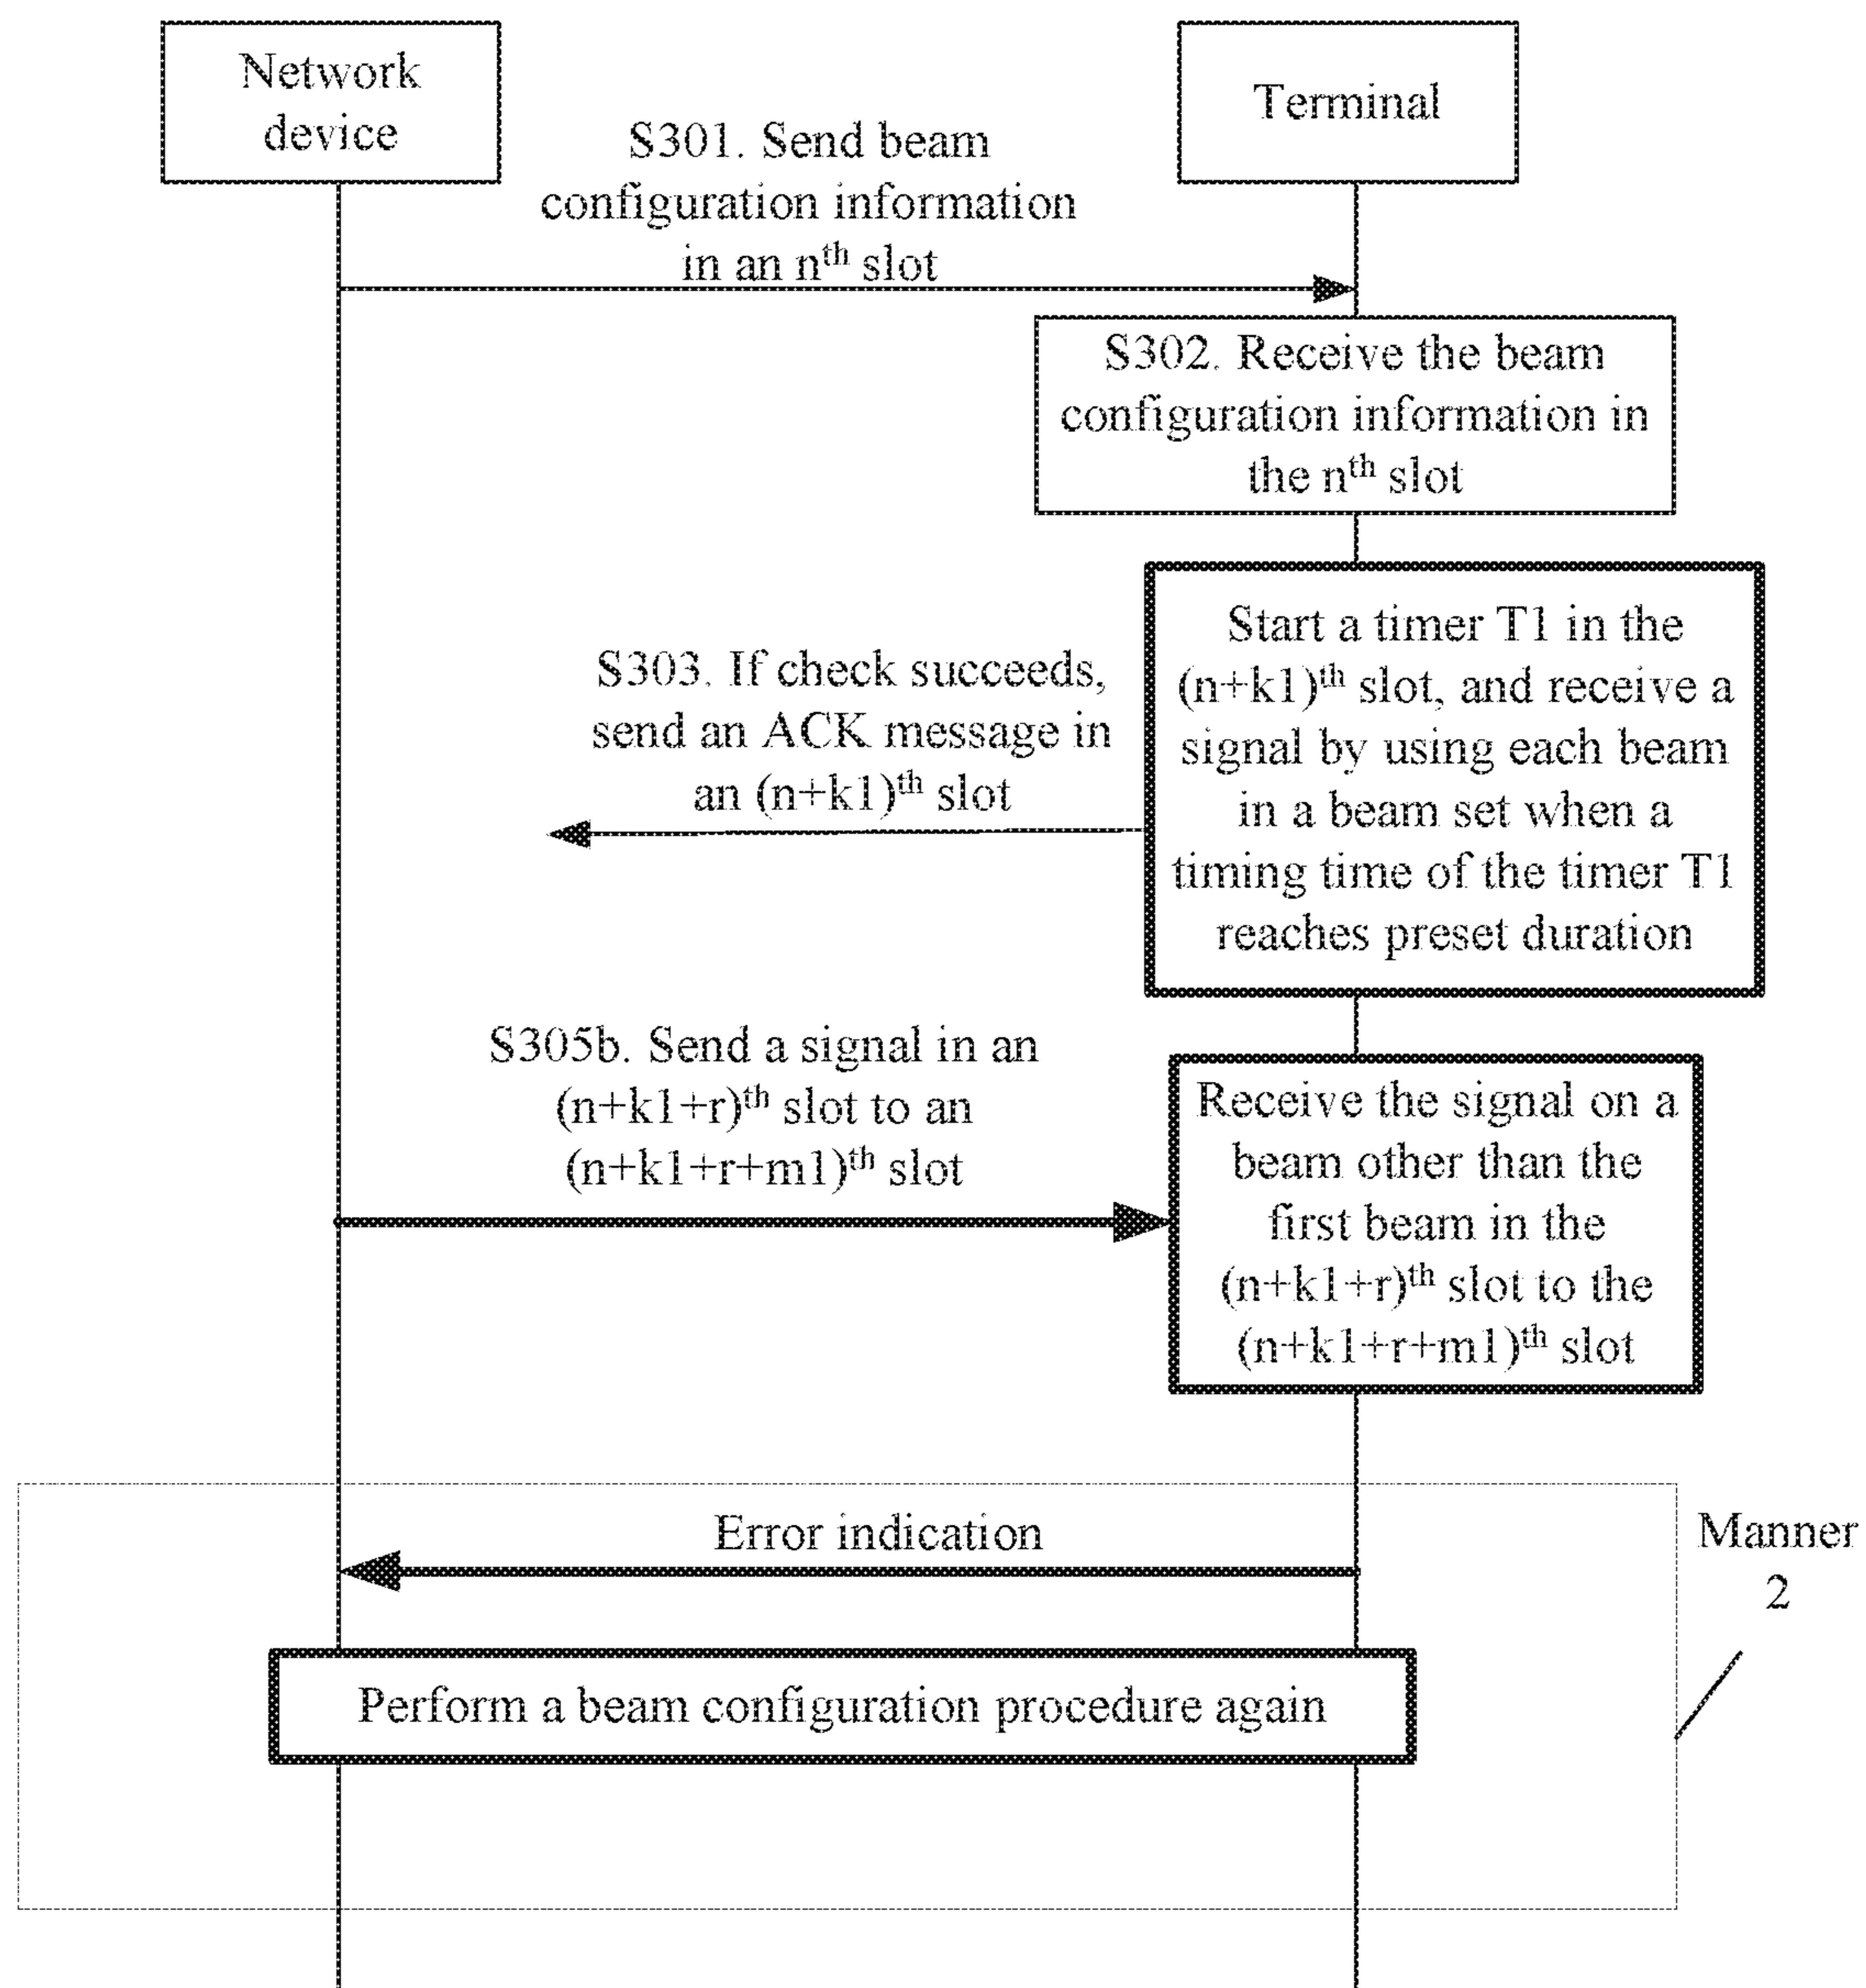 Network
device
Terminal
S301. Send beam
configuration information
in an nth slot
S302. Receive the beam
configuration information in
the nth slot
Start a timer T1 in the
(n+k1)th slot, and receive a
signal by using each beam
in a beam set when a
timing time of the timer T1
reaches preset duration
S303. If check succeeds,
send an ACK message in
an (n+k1)th slot
S305b. Send a signal in an
(n+k1+r)th slot to an
(n+k1+r+m1)th slot
Receive the signal on a
beam other than the
first beam in the
(n+k1+r)th slot to the
(n+k1+r+m1)th slot
Error indication
Manner
2
Perform a beam configuration procedure again